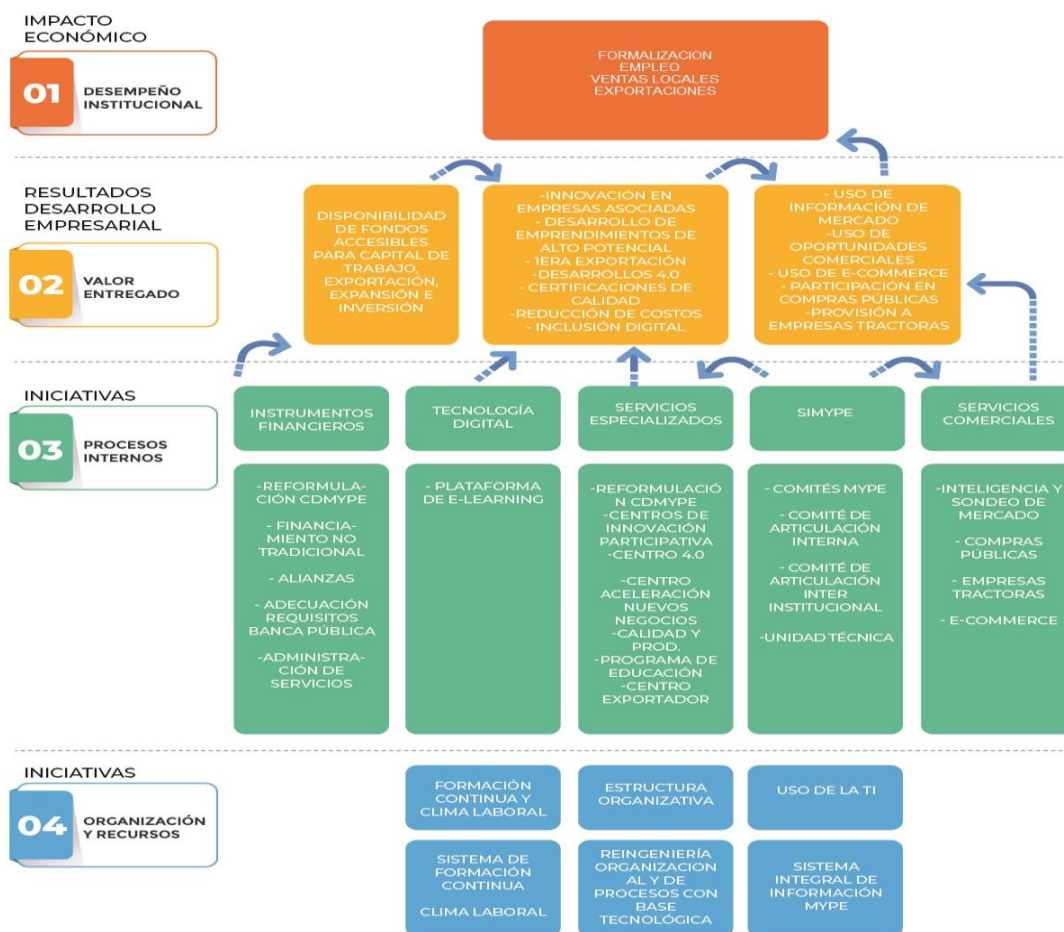 IMPACTO
ECONÓMICO
01
DESEMPEÑO
INSTITUCIONAL
FORMALIZACION
EMPLEO
VENTAS LOCALES
EXPORTACIONES
RESULTADOS
DESARROLLO
EMPRESARIAL
02
VALOR
ENTREGADO
DISPONIBILIDAD
DE FONDOS
ACCESIBLES
PARA CAPITAL DE
TRABAJO,
EXPORTACIÓN,
EXPANSIÓN E
INVERSIÓN
-INNOVACIÓN EN
EMPRESAS ASOCIADAS
- DESARROLLO DE
EMPRENDIMIENTOS DE
ALTO POTENCIAL
- 1ERA EXPORTACIÓN
-DESARROLLOS 4.0
- CERTIFICACIONES DE
CALIDAD
-REDUCCIÓN DE COSTOS
- INCLUSIÓN DIGITAL
- USO DE
INFORMACIÓN DE
MERCADO
-USO DE
OPORTUNIDADES
COMERCIALES
- USO DE E-COMMERCE
- PARTICIPACIÓN EN
COMPRAS PÚBLICAS
-PROVISIÓN A
EMPRESAS TRACTORAS
INICIATIVAS
03
PROCESOS
INTERNOS
INSTRUMENTOS
FINANCIEROS
TECNOLOGÍA
DIGITAL
SERVICIOS
ESPECIALIZADOS
SIMYPE
SERVICIOS
COMERCIALES
-REFORMULA-
CIÓN CDMYPE
- FINANCIA-
MIENTO NO
TRADICIONAL
- ALIANZAS
- ADECUACIÓN
REQUISITOS
BANCA PÚBLICA
-ADMINISTRA-
CIÓN DE
SERVICIOS
- PLATAFORMA
DE E-LEARNING
-REFORMULACIÓ
N CDMYPE
-CENTROS DE
INNOVACIÓN
PARTICIPATIVA
-CENTRO 4.0
-CENTRO
ACELERACIÓN
NUEVOS
NEGOCIOS
-CALIDAD Y
PROD.
-PROGRAMA DE
EDUCACIÓN
-CENTRO
EXPORTADOR
- COMITÉS MYPE
- COMITÉ DE
ARTICULACIÓN
INTERNA
- COMITÉ DE
ARTICULACIÓN
INTER
INSTITUCIONAL
-UNIDAD TÉCNICA
-INTELIGENCIA Y
SONDEO DE
MERCADO
- COMPRAS
PÚBLICAS
- EMPRESAS
TRACTORAS
- E-COMMERCE
INICIATIVAS
04
ORGANIZACIÓN
Y RECURSOS
FORMACIÓN
CONTINUA Y
CLIMA LABORAL
ESTRUCTURA
ORGANIZATIVA
USO DE LA TI
SISTEMA DE
FORMACIÓN
CONTINUA
CLIMA LABORAL
REINGENIERÍA
ORGANIZACION
AL Y DE
PROCESOS CON
BASE
TECNOLÓGICA
SISTEMA
INTEGRAL DE
INFORMACIÓN
MYPE